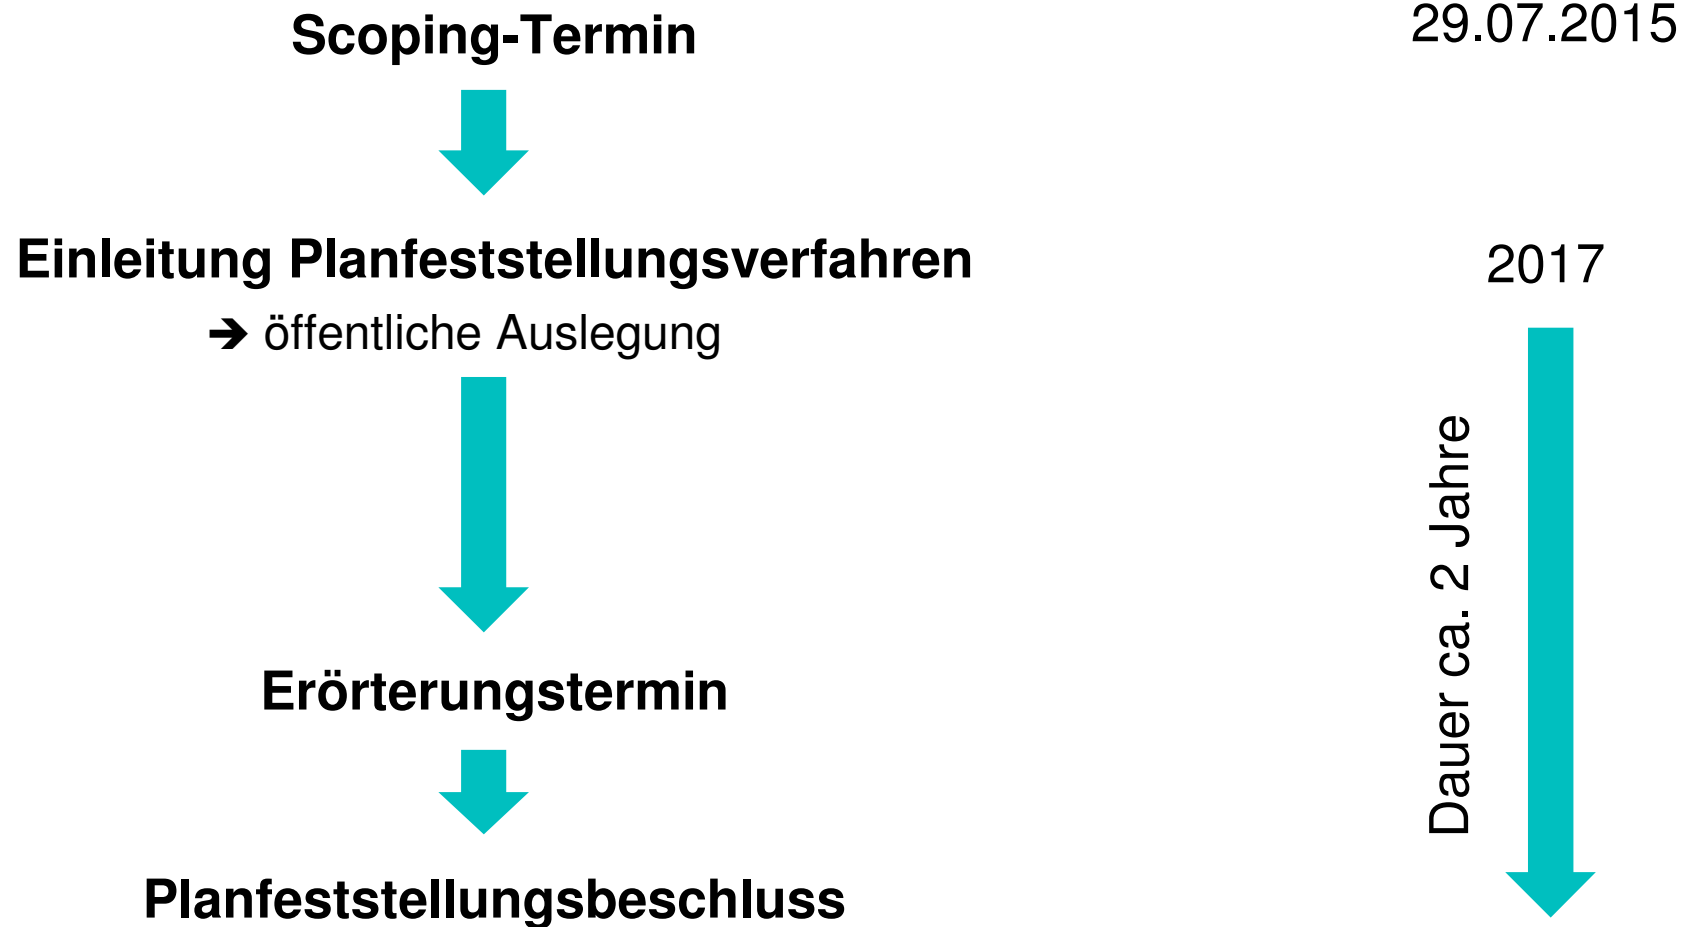 Scoping-Termin
29.07.2015
Einleitung Planfeststellungsverfahren
2017
➔ öffentliche Auslegung
Dauer ca. 2 Jahre
Erörterungstermin
Planfeststellungsbeschluss